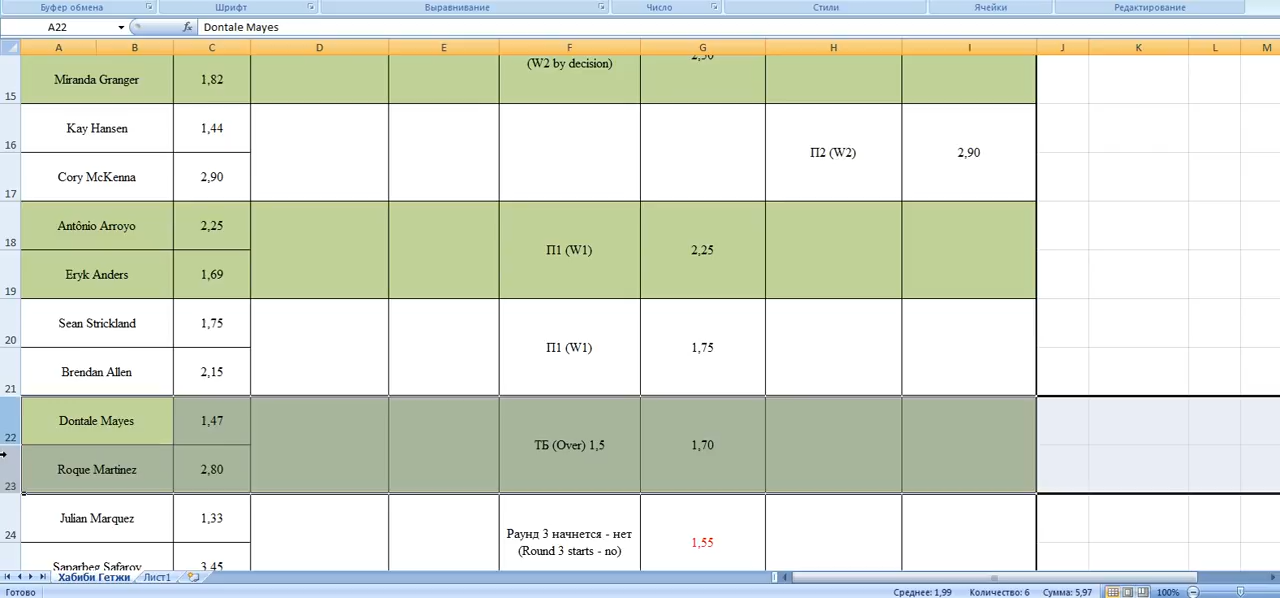 Буфер обмена Шрифт Выравнивание Число Стили Ячейки Редактирование
A22 fx Dontale Mayes
A B C D E F G H I J K L M
(W2 by decision)
15 Miranda Granger 1,82
16 Kay Hansen 1,44
П2 (W2) 2,90
17 Cory McKenna 2,90
18 Antônio Arroyo 2,25
П1 (W1) 2,25
19 Eryk Anders 1,69
20 Sean Strickland 1,75
П1 (W1) 1,75
21 Brendan Allen 2,15
22 Dontale Mayes 1,47
ТБ (Over) 1,5 1,70
23 Roque Martinez 2,80
24 Julian Marquez 1,33
Раунд 3 начнется - нет
(Round 3 starts - no) 1,55
Saparbeg Safarov 3,45
Хабиби Гетжи Лист1
Готово Среднее: 1,99 Количество: 6 Сумма: 5,97 100%